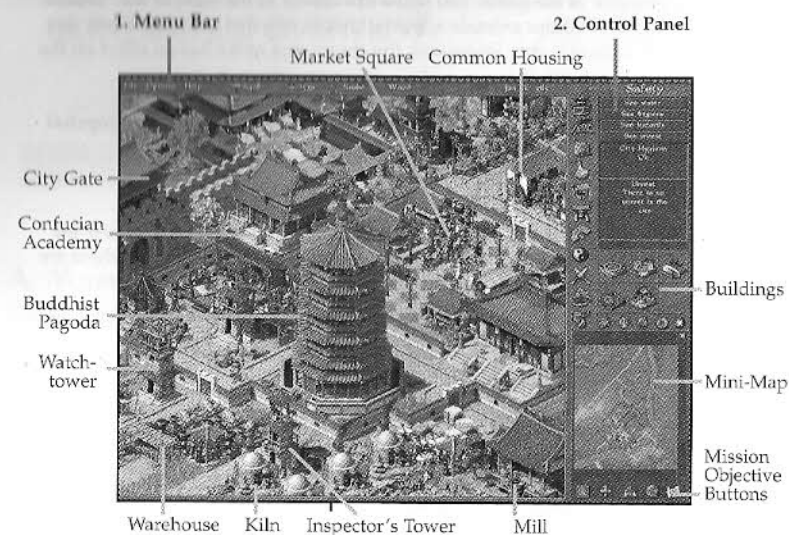 1. Menu Bar
2. Control Panel
Market Square
Common Housing
Safety
City Gate
Confucian
Academy
Buddhist
Pagoda
Watch-
tower
Buildings
Mini-Map
Mission
Objective
Buttons
Warehouse
Kiln
Inspector's Tower
Mill